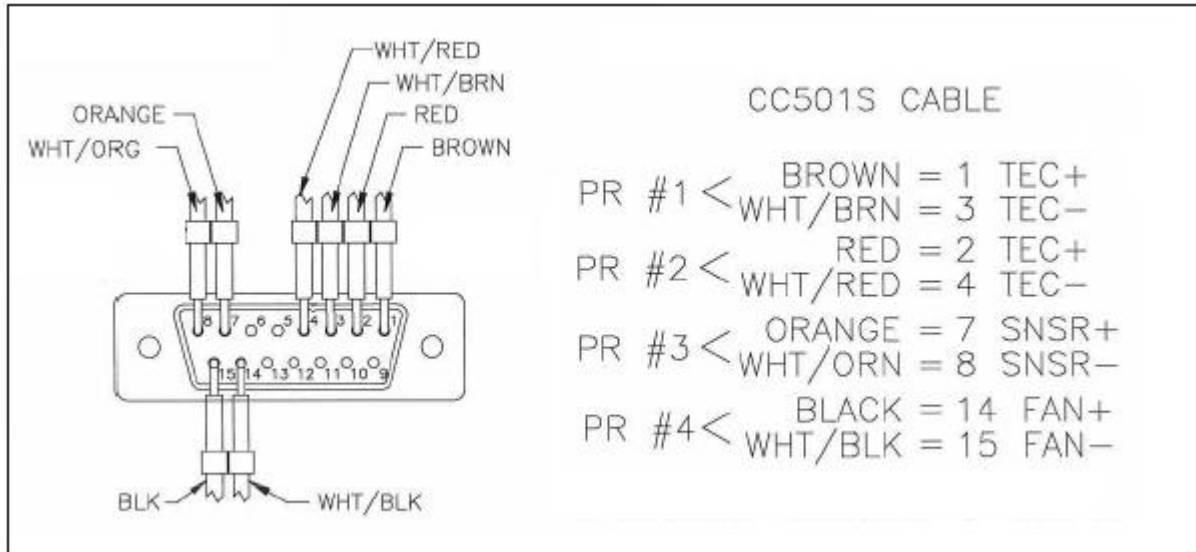 WHT/RED
WHT/BRN
ORANGE
RED
WHT/ORG
BROWN
8 7 6 5 4 3 2 1
15 14 13 12 11 10 9
BLK
WHT/BLK
CC501S CABLE
PR #1 < BROWN = 1 TEC+
WHT/BRN = 3 TEC-
PR #2 < RED = 2 TEC+
WHT/RED = 4 TEC-
PR #3 < ORANGE = 7 SNSR+
WHT/ORN = 8 SNSR-
PR #4 < BLACK = 14 FAN+
WHT/BLK = 15 FAN-